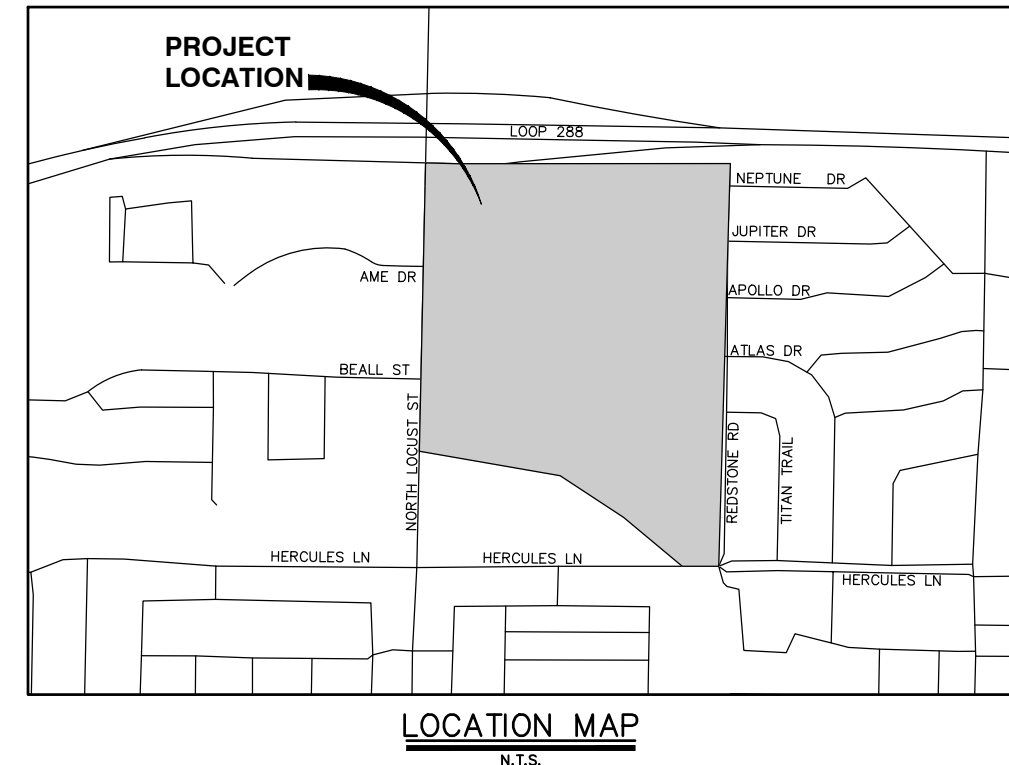 PROJECT
LOCATION
LOOP 288
NEPTUNE DR
JUPITER DR
AME DR
APOLLO DR
ATLAS DR
BEALL ST
NORTH LOCUST ST
REDSTONE RD
TITAN TRAIL
HERCULES LN
HERCULES LN
HERCULES LN
LOCATION MAP
N.T.S.